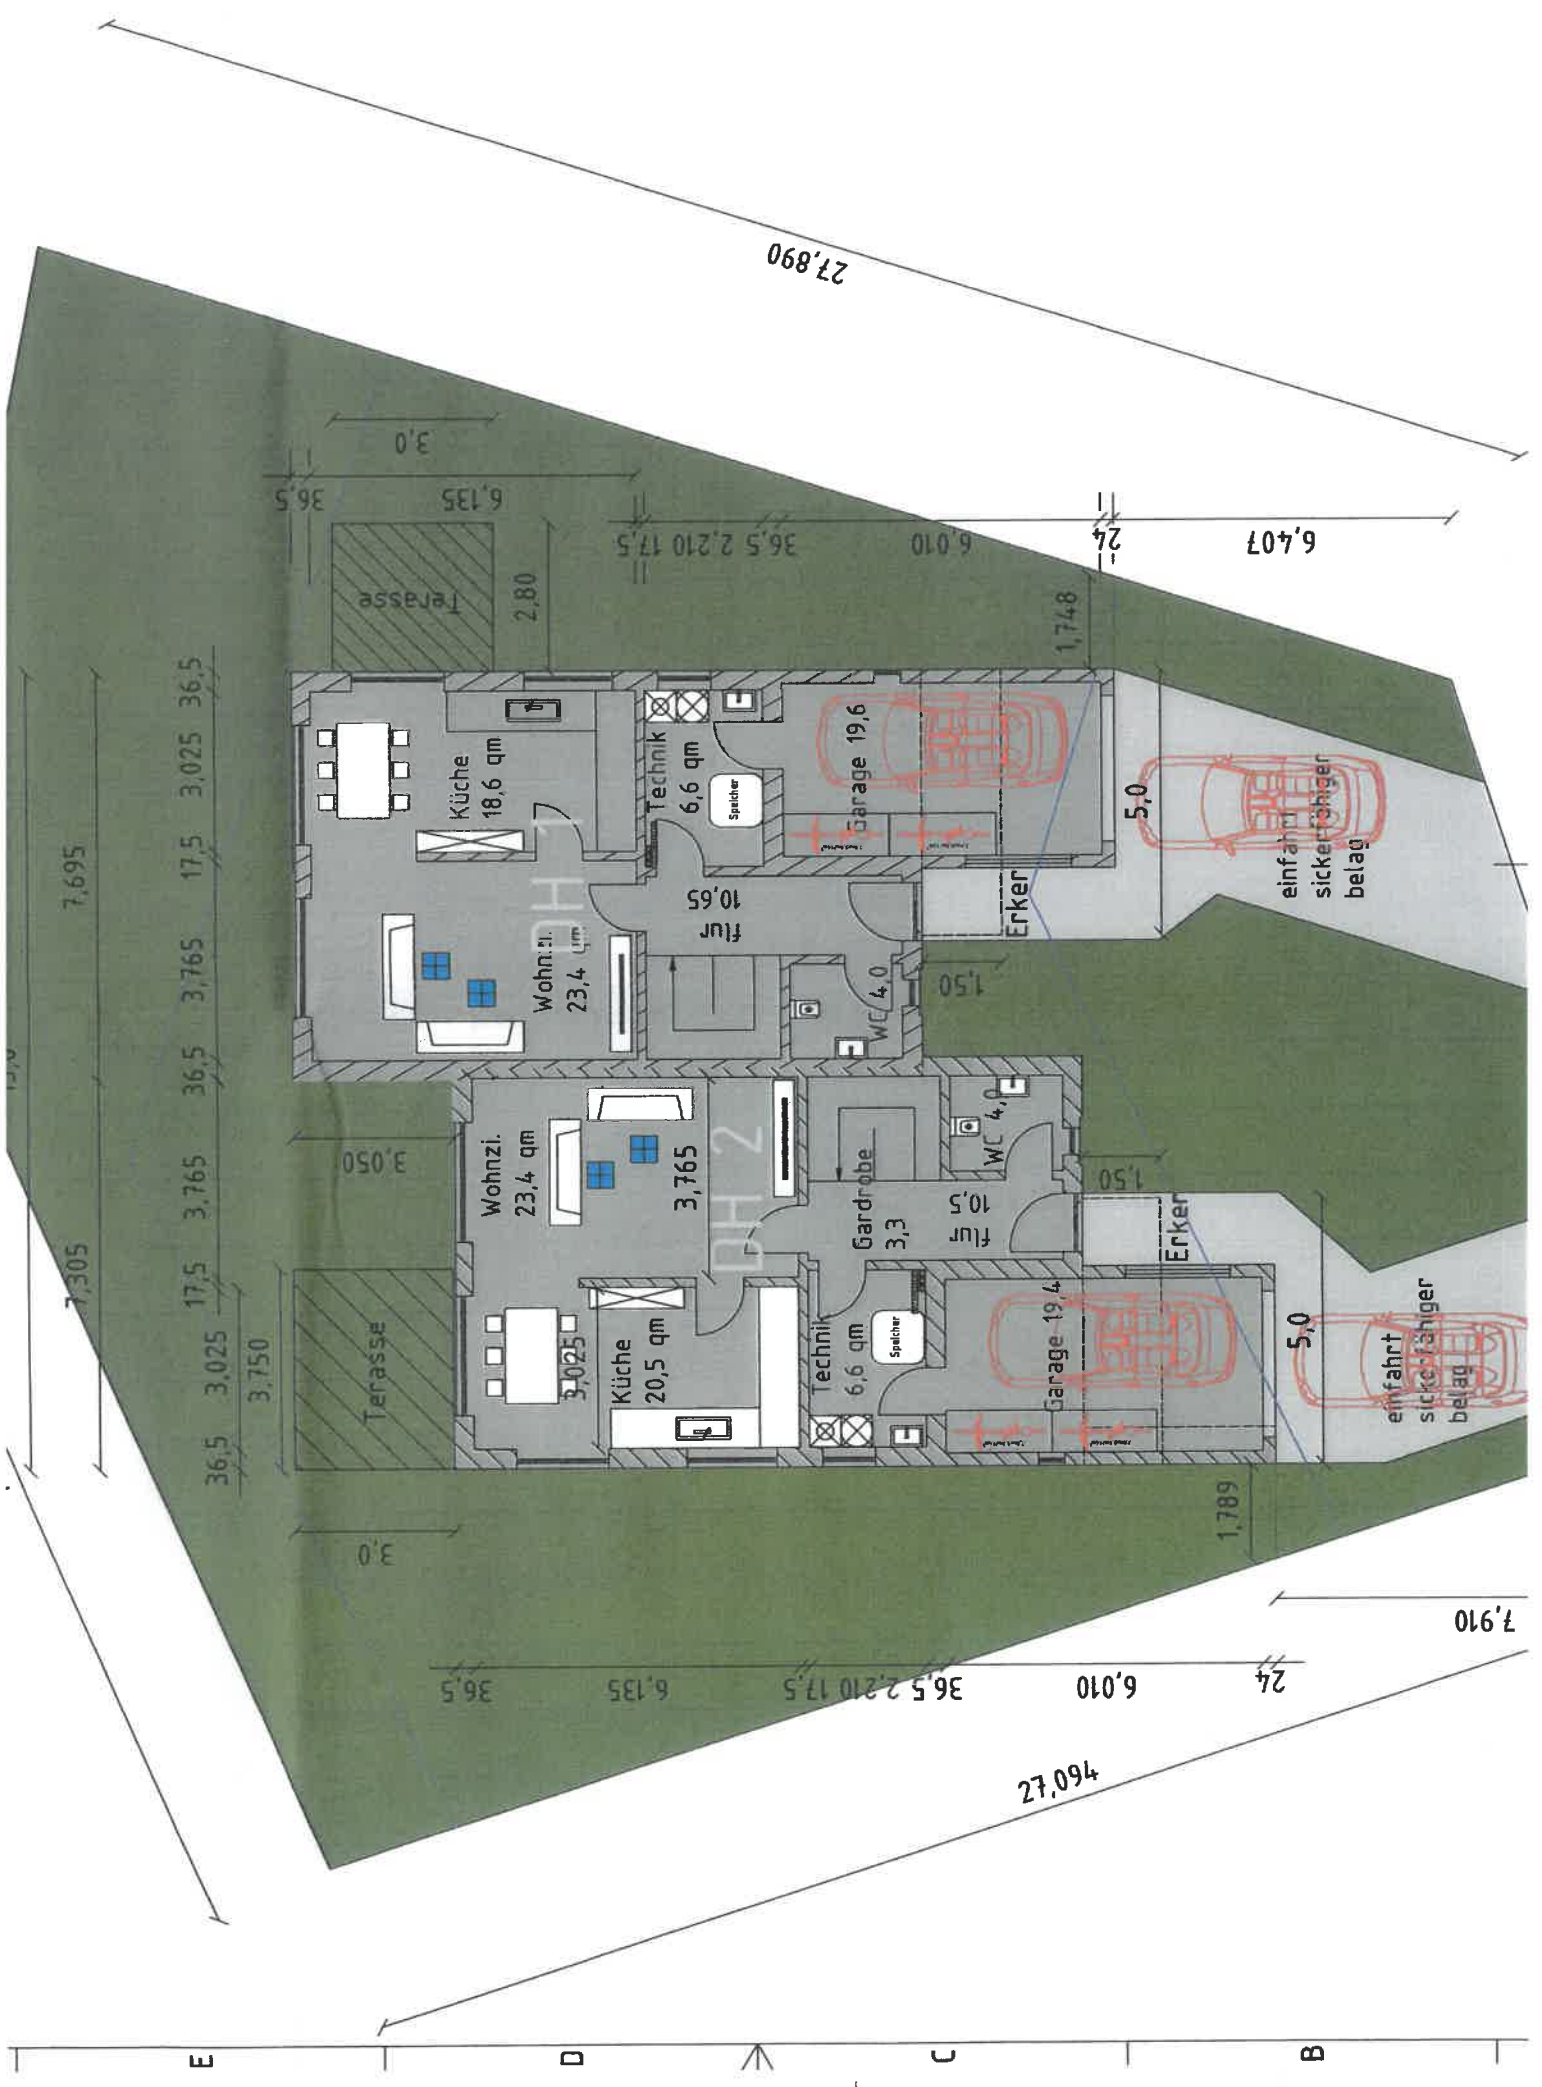 27,890
3,0
36,5
6,135
17,5
2,210
36,5
6,010
24
6,407
Terasse
2,80
1,748
36,5
3,025
17,5
3,765
36,5
3,765
17,5
3,025
36,5
7,695
7,305
3,750
3,050
Küche
18,6 qm
DH 1
Wohnzi.
23,4 qm
Technik
6,6 qm
Speicher
Garage 19,6
flur
10,65
WC 4,0
1,50
Erker
5,0
einfahrt
sickerfähiger
belag
Wohnzi.
23,4 qm
3,765
DH 2
3,025
Küche
20,5 qm
Gardrobe
3,3
flur
10,5
WC 4,0
1,50
Erker
Technik
6,6 qm
Speicher
Garage 19,4
5,0
einfahrt
sickerfähiger
belag
Terasse
3,0
1,789
7,910
36,5
6,135
17,5
2,210
36,5
6,010
24
27,094
E
D
C
B